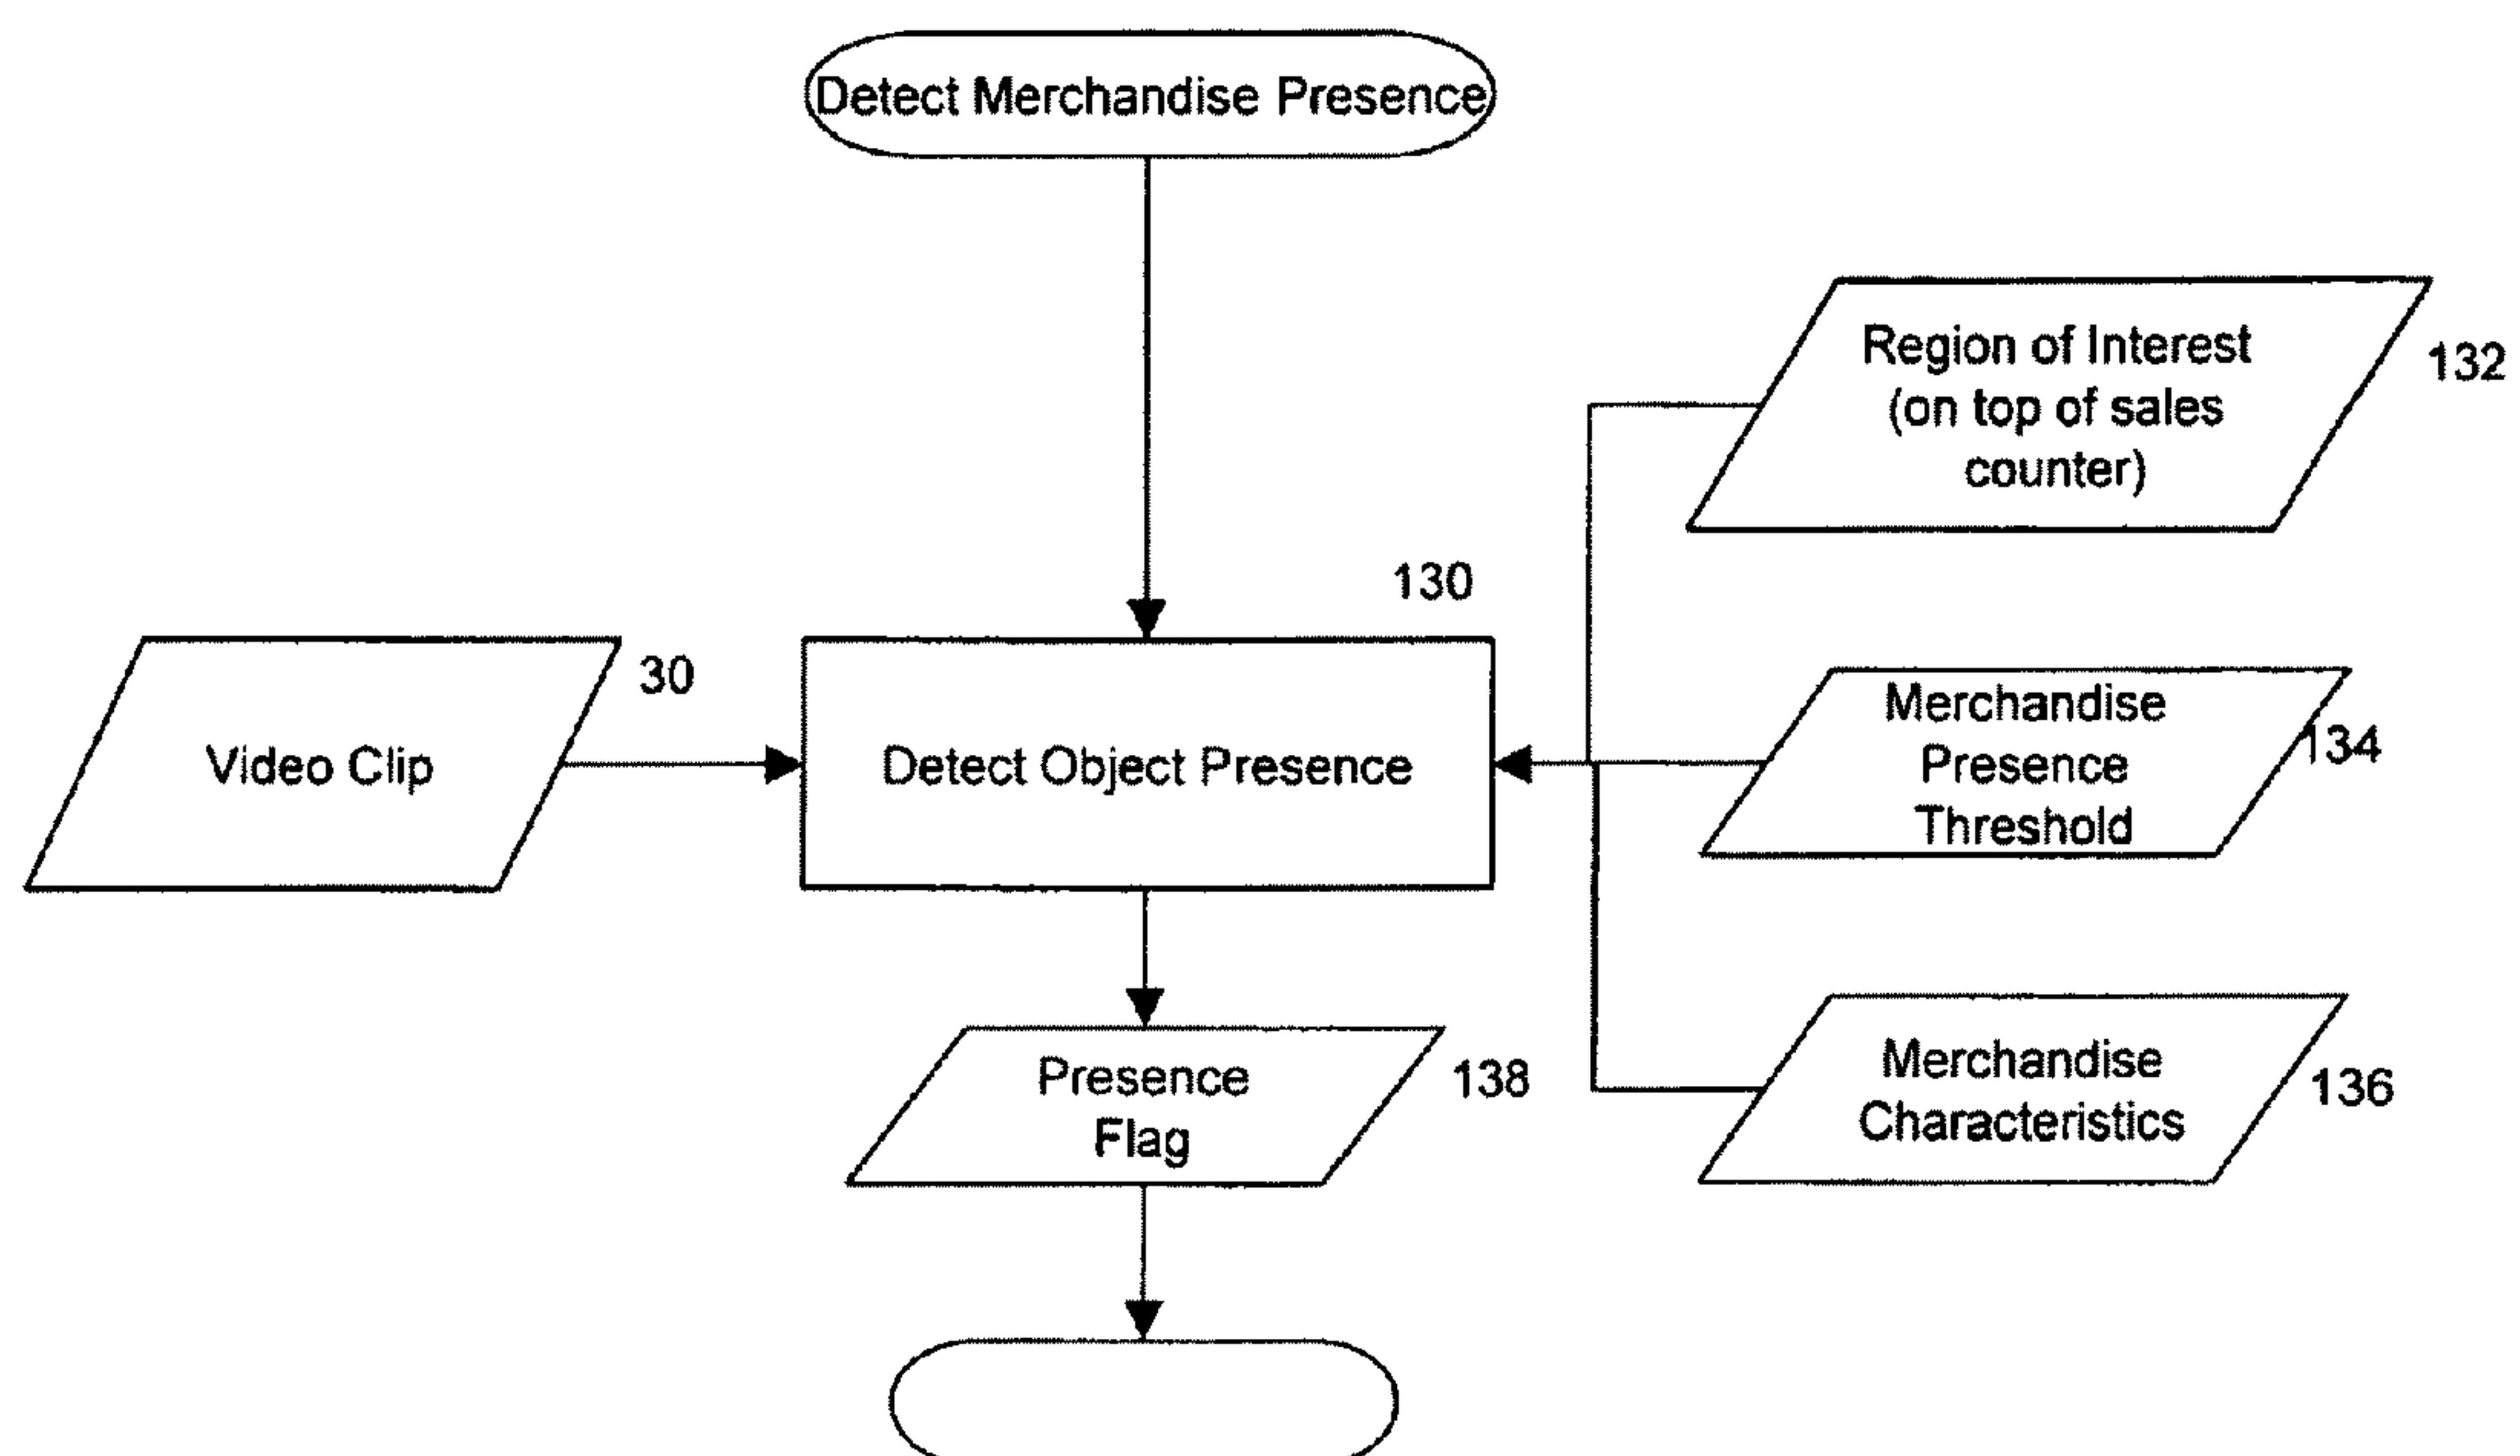 Detect Merchandise Presence
Region of Interest
(on top of sales
counter)
132
130
Video Clip
30
Detect Object Presence
Merchandise
Presence
Threshold
134
Presence
Flag
138
Merchandise
Characteristics
136